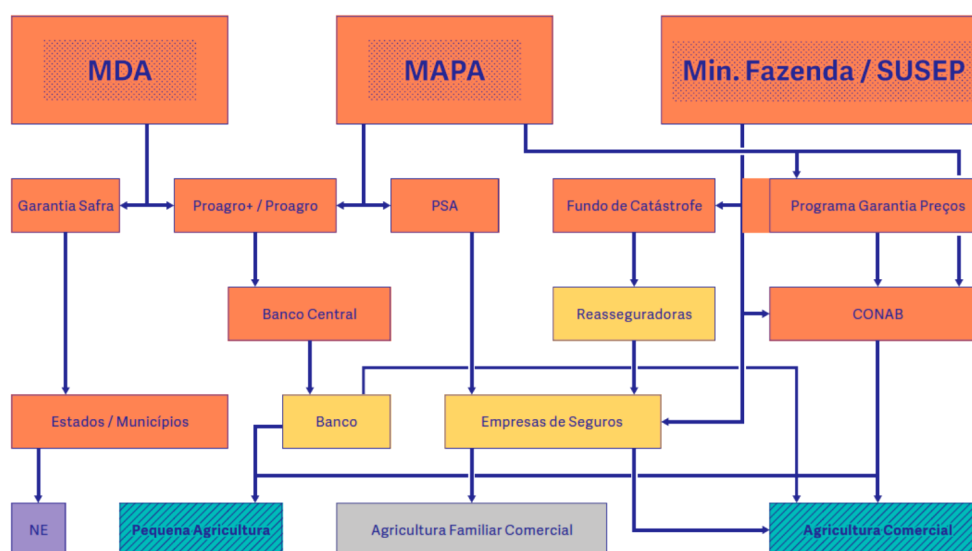 MDA
MAPA
Min. Fazenda / SUSEP
Garantia Safra
Proagro+ / Proagro
PSA
Fundo de Catástrofe
Programa Garantia Preços
Banco Central
Reasseguradoras
CONAB
Estados / Municípios
Banco
Empresas de Seguros
NE
Pequena Agricultura
Agricultura Familiar Comercial
Agricultura Comercial